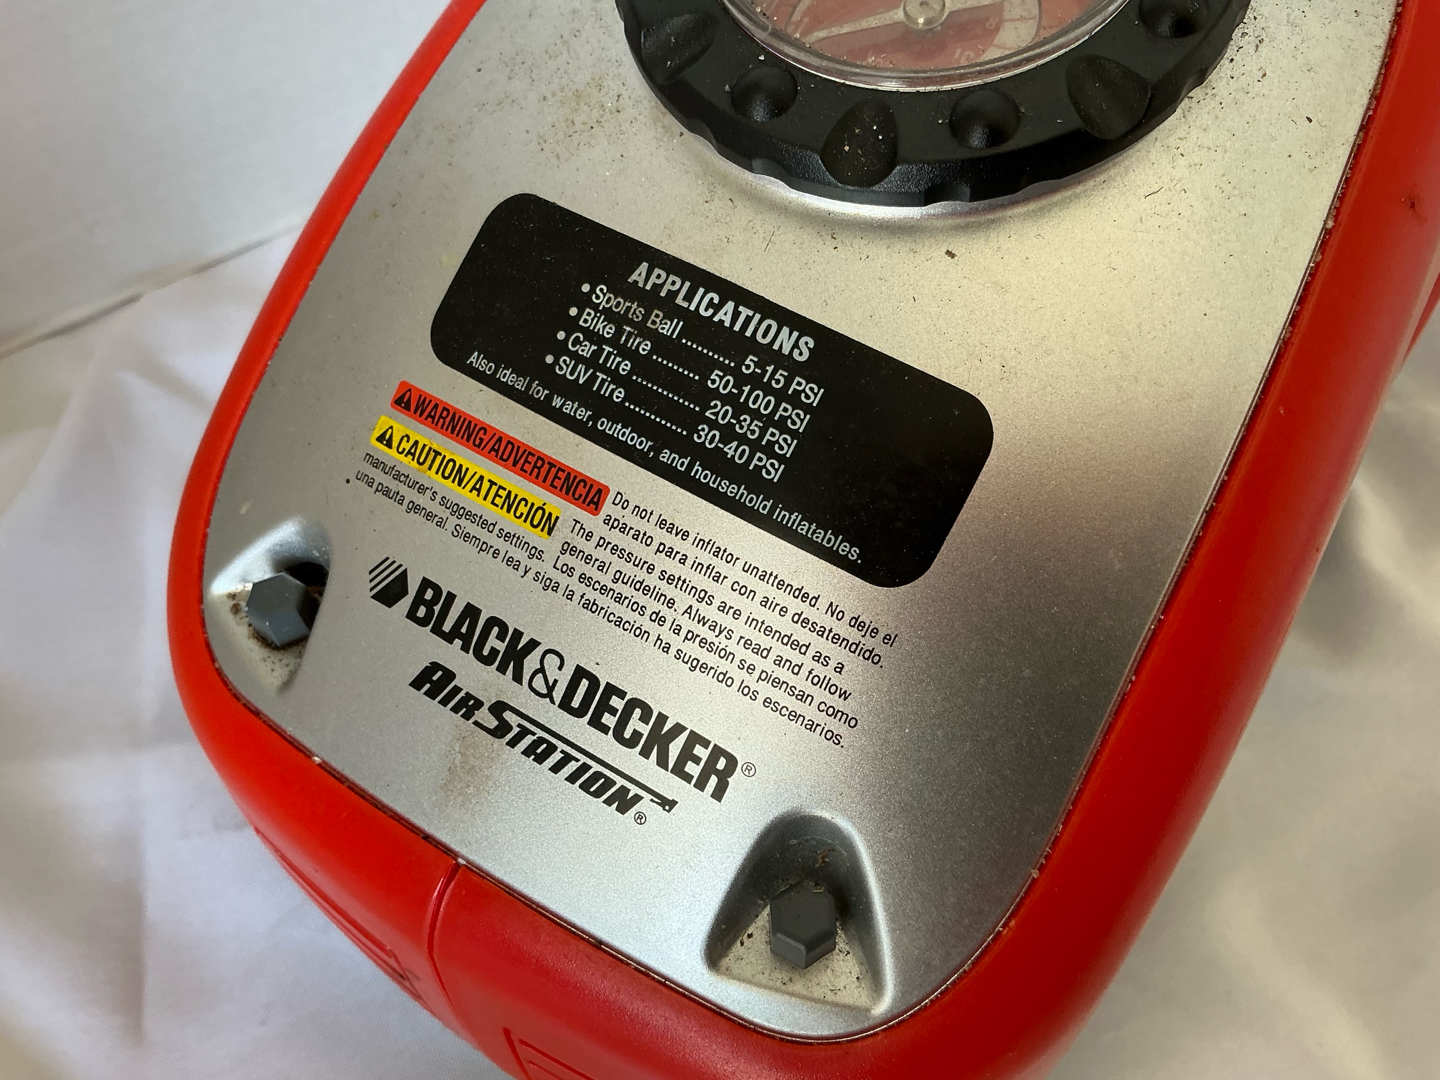 APPLICATIONS
• Sports Ball .......... 5-15 PSI
• Bike Tire ......... 50-100 PSI
• Car Tire ............. 20-35 PSI
• SUV Tire ............ 30-40 PSI
Also ideal for water, outdoor, and household inflatables.
WARNING/ADVERTENCIA Do not leave inflator unattended. No deje el
aparato para inflar con aire desatendido.
CAUTION/ATENCIÓN The pressure settings are intended as a
general guideline. Always read and follow
manufacturer's suggested settings. Los escenarios de la presión se piensan como
una pauta general. Siempre lea y siga la fabricación ha sugerido los escenarios.
BLACK&DECKER®
AIRSTATION®